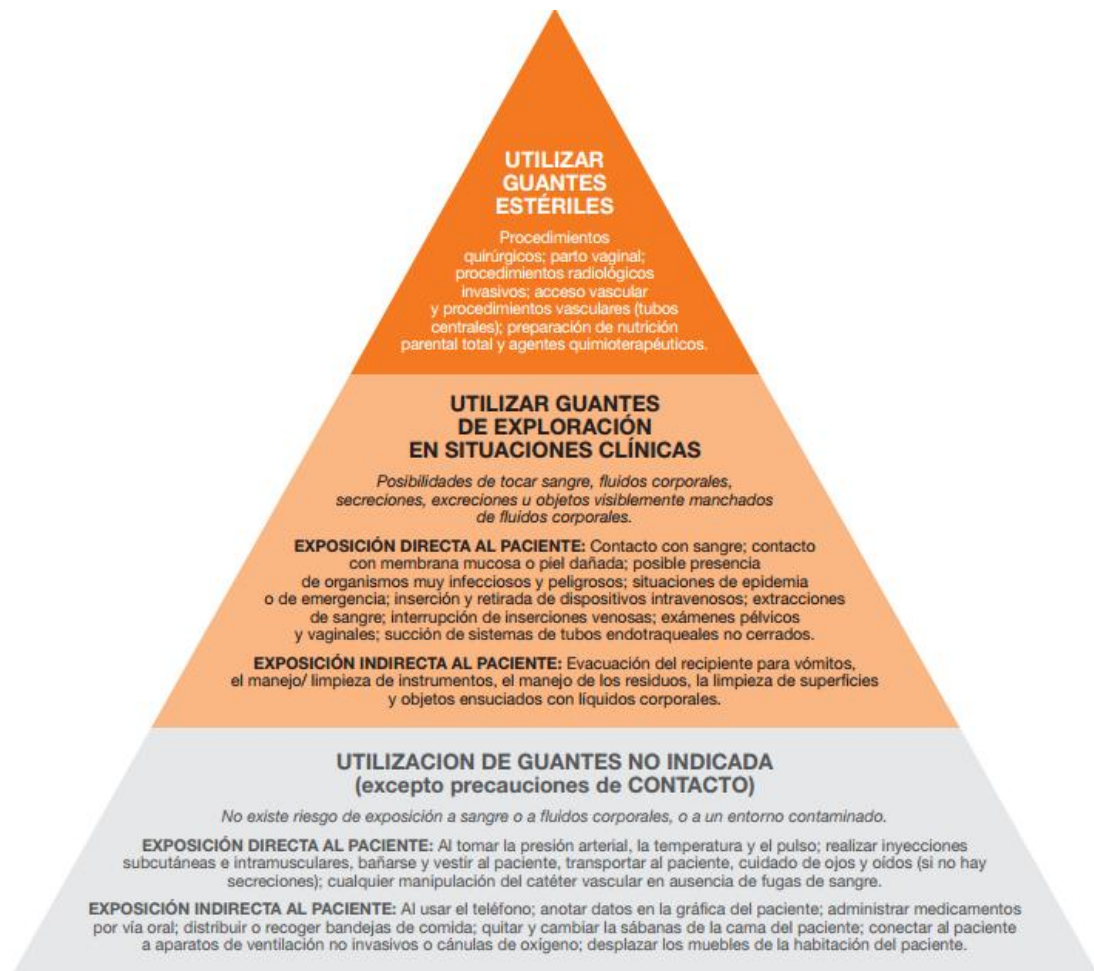 UTILIZAR
GUANTES
ESTÉRILES
Procedimientos
quirúrgicos; parto vaginal;
procedimientos radiológicos
invasivos; acceso vascular
y procedimientos vasculares (tubos
centrales); preparación de nutrición
parental total y agentes quimioterapéuticos.
UTILIZAR GUANTES
DE EXPLORACIÓN
EN SITUACIONES CLÍNICAS
Posibilidades de tocar sangre, fluidos corporales,
secreciones, excreciones u objetos visiblemente manchados
de fluidos corporales.
EXPOSICIÓN DIRECTA AL PACIENTE: Contacto con sangre; contacto
con membrana mucosa o piel dañada; posible presencia
de organismos muy infecciosos y peligrosos; situaciones de epidemia
o de emergencia; inserción y retirada de dispositivos intravenosos; extracciones
de sangre; interrupción de inserciones venosas; exámenes pélvicos
y vaginales; succión de sistemas de tubos endotraqueales no cerrados.
EXPOSICIÓN INDIRECTA AL PACIENTE: Evacuación del recipiente para vómitos,
el manejo/ limpieza de instrumentos, el manejo de los residuos, la limpieza de superficies
y objetos ensuciados con líquidos corporales.
UTILIZACION DE GUANTES NO INDICADA
(excepto precauciones de CONTACTO)
No existe riesgo de exposición a sangre o a fluidos corporales, o a un entorno contaminado.
EXPOSICIÓN DIRECTA AL PACIENTE: Al tomar la presión arterial, la temperatura y el pulso; realizar inyecciones
subcutáneas e intramusculares, bañarse y vestir al paciente, transportar al paciente, cuidado de ojos y oídos (si no hay
secreciones); cualquier manipulación del catéter vascular en ausencia de fugas de sangre.
EXPOSICIÓN INDIRECTA AL PACIENTE: Al usar el teléfono; anotar datos en la gráfica del paciente; administrar medicamentos
por vía oral; distribuir o recoger bandejas de comida; quitar y cambiar la sábanas de la cama del paciente; conectar al paciente
a aparatos de ventilación no invasivos o cánulas de oxígeno; desplazar los muebles de la habitación del paciente.